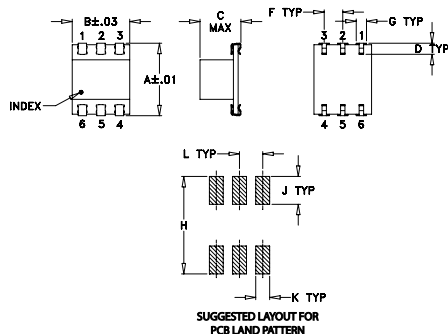 B±.03
1 2 3
A±.01
INDEX
6 5 4
C
MAX
F TYP
G TYP
3 2 1
D TYP
4 5 6
L TYP
J TYP
H
K TYP
SUGGESTED LAYOUT FOR
PCB LAND PATTERN